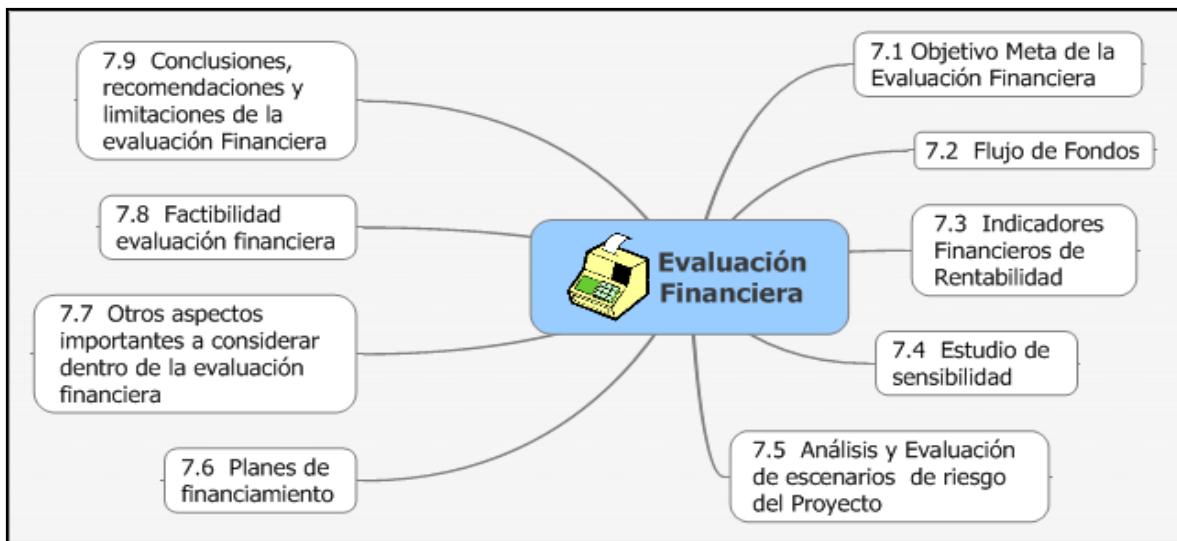 Evaluación
Financiera
7.1 Objetivo Meta de la
Evaluación Financiera
7.2 Flujo de Fondos
7.3 Indicadores
Financieros de
Rentabilidad
7.4 Estudio de
sensibilidad
7.5 Análisis y Evaluación
de escenarios de riesgo
del Proyecto
7.6 Planes de
financiamiento
7.7 Otros aspectos
importantes a considerar
dentro de la evaluación
financiera
7.8 Factibilidad
evaluación financiera
7.9 Conclusiones,
recomendaciones y
limitaciones de la
evaluación Financiera